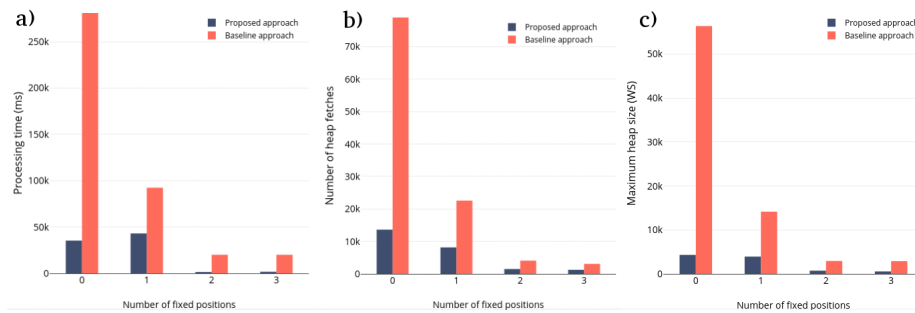 a)
Proposed approach
Baseline approach
250k
200k
150k
100k
50k
0
Processing time (ms)
0 1 2 3
Number of fixed positions
b)
Proposed approach
Baseline approach
70k
60k
50k
40k
30k
20k
10k
0
Number of heap fetches
0 1 2 3
Number of fixed positions
c)
Proposed approach
Baseline approach
50k
40k
30k
20k
10k
0
Maximum heap size (WS)
0 1 2 3
Number of fixed positions